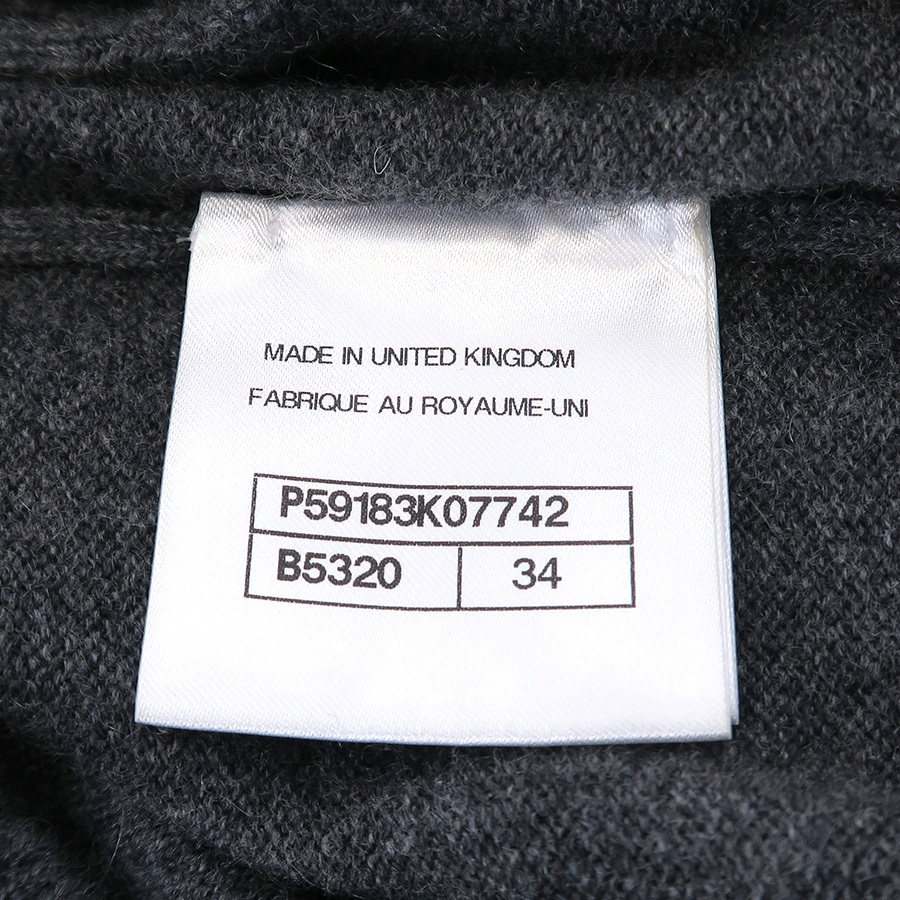 MADE IN UNITED KINGDOM
FABRIQUE AU ROYAUME-UNI
P59183K07742
B5320 34